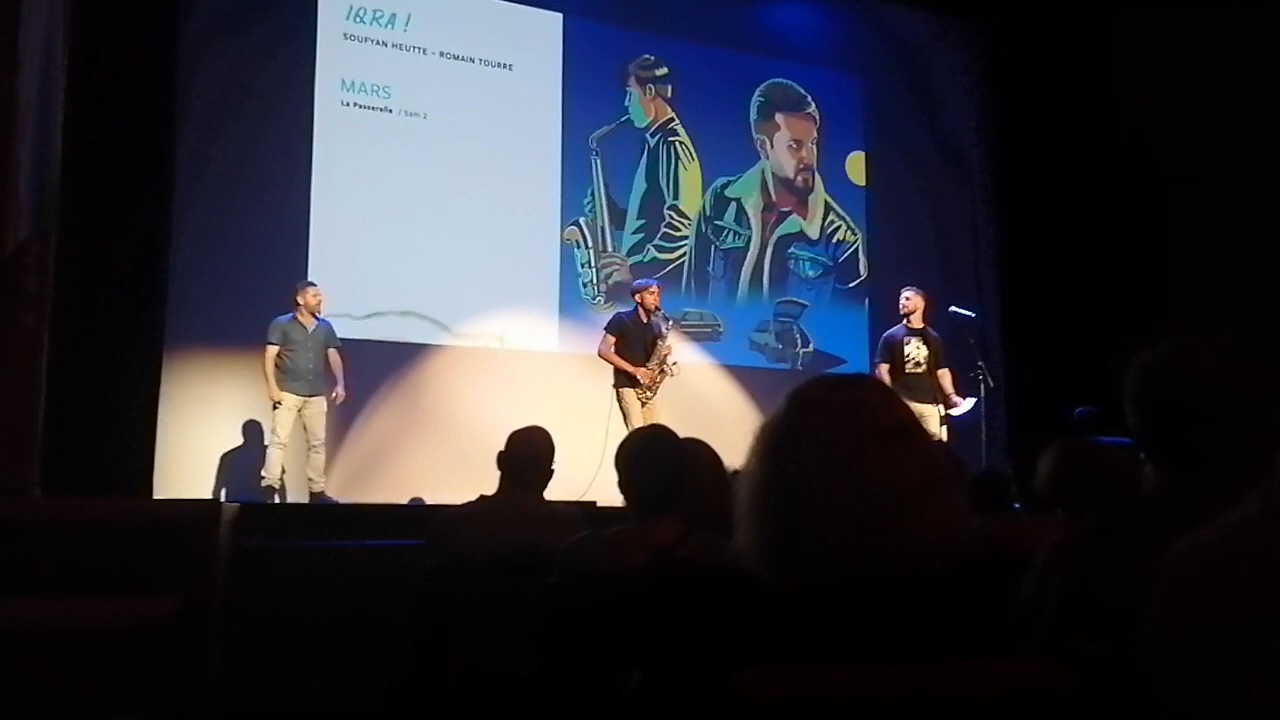 IQRA !
SOUFYAN HEUTTE – ROMAIN TOURRE
MARS
La Passerelle / Sam 2